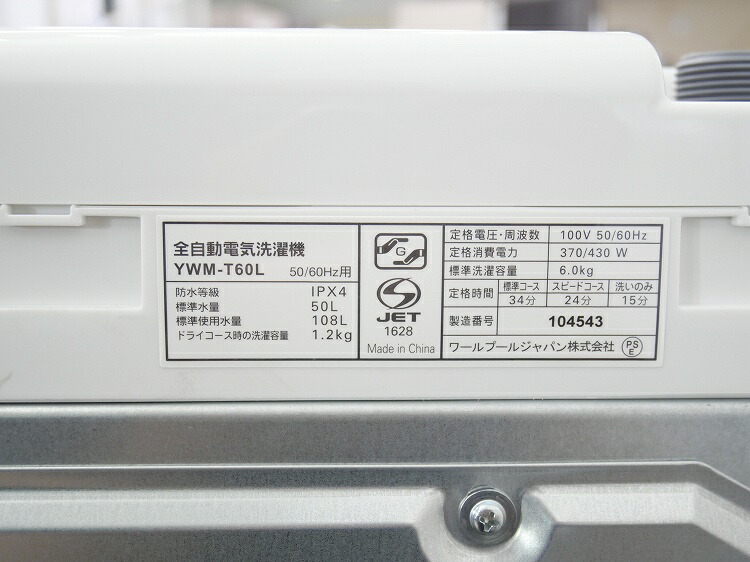 全自動電気洗濯機
YWM-T60L 50/60Hz用
防水等級 IPX4
標準水量 50L
標準使用水量 108L
ドライコース時の洗濯容量 1.2kg
G
S
JET
1628
Made in China
定格電圧・周波数 100V 50/60Hz
定格消費電力 370/430 W
標準洗濯容量 6.0kg
定格時間 標準コース スピードコース 洗いのみ
34分 24分 15分
製造番号 104543
ワールプールジャパン株式会社 PSE